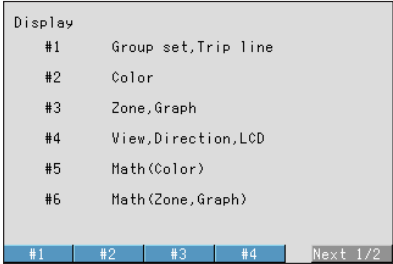 Display
#1 Group set,Trip line
#2 Color
#3 Zone,Graph
#4 View,Direction,LCD
#5 Math(Color)
#6 Math(Zone,Graph)
#1 #2 #3 #4 Next 1/2